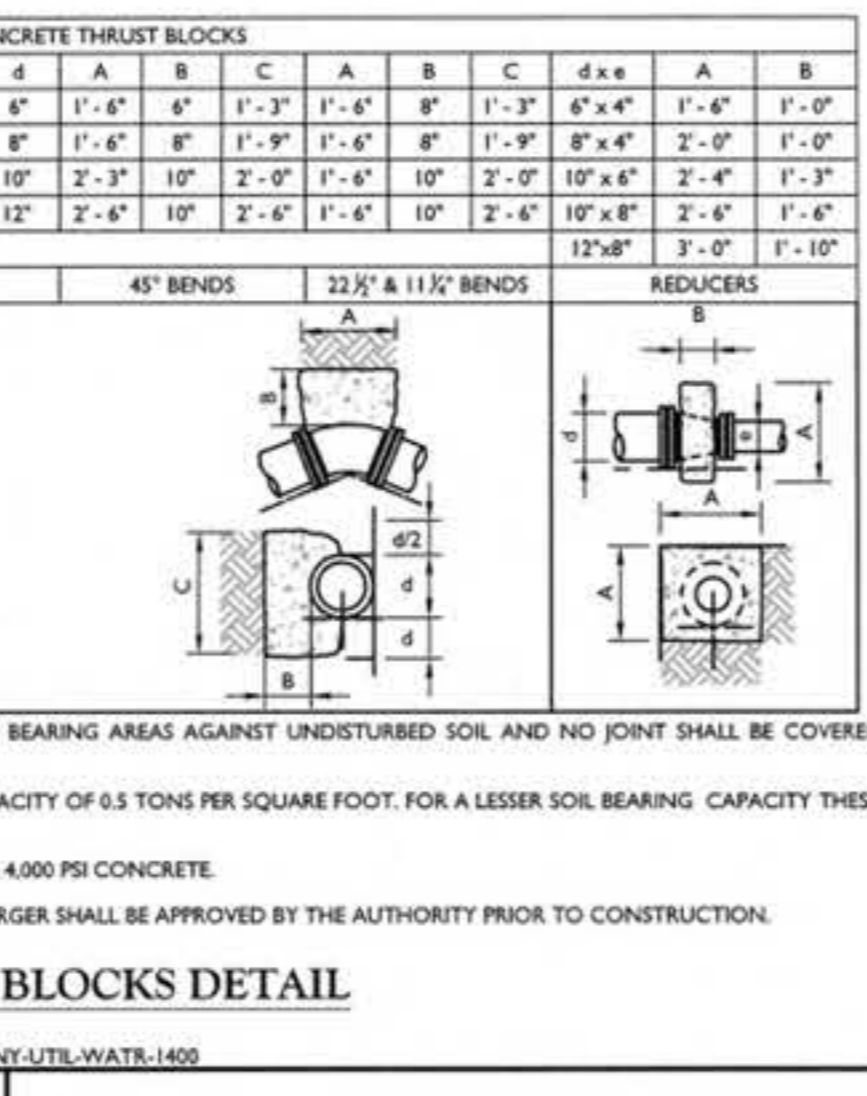 NCRETE THRUST BLOCKS
d A B C A B C d x e A B
6" 1' - 6" 6" 1' - 3" 1' - 6" 8" 1' - 3" 6" x 4" 1' - 6" 1' - 0"
8" 1' - 6" 8" 1' - 9" 1' - 6" 8" 1' - 9" 8" x 4" 2' - 0" 1' - 0"
10" 2' - 3" 10" 2' - 0" 1' - 6" 10" 2' - 0" 10" x 6" 2' - 4" 1' - 3"
12" 2' - 6" 10" 2' - 6" 1' - 6" 10" 2' - 6" 10" x 8" 2' - 6" 1' - 6"
12"x8" 3' - 0" 1' - 10"
45° BENDS 22 ½° & 11 ¼° BENDS REDUCERS
A
B
B
d
e
A
A
d/2
C
d
A
d
B
BEARING AREAS AGAINST UNDISTURBED SOIL AND NO JOINT SHALL BE COVERE
ACITY OF 0.5 TONS PER SQUARE FOOT. FOR A LESSER SOIL BEARING CAPACITY THES
4,000 PSI CONCRETE.
RGER SHALL BE APPROVED BY THE AUTHORITY PRIOR TO CONSTRUCTION.
BLOCKS DETAIL
NY-UTIL-WATR-1400